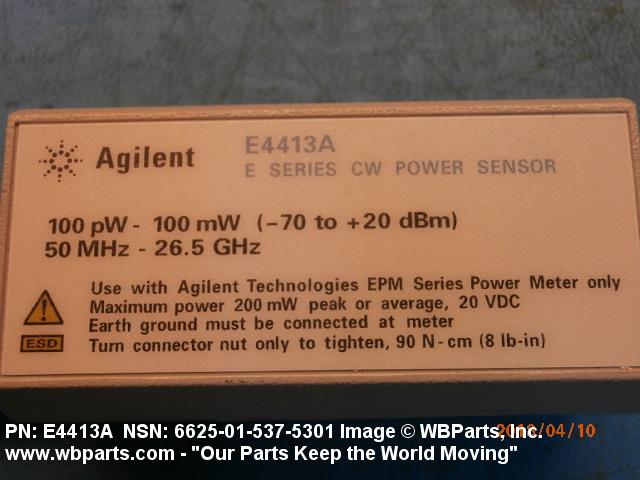 Agilent E4413A
E SERIES CW POWER SENSOR
100 pW - 100 mW (-70 to +20 dBm)
50 MHz - 26.5 GHz
Use with Agilent Technologies EPM Series Power Meter only
Maximum power 200 mW peak or average, 20 VDC
Earth ground must be connected at meter
ESD Turn connector nut only to tighten, 90 N-cm (8 lb-in)
PN: E4413A NSN: 6625-01-537-5301 Image © WBParts, Inc.
www.wbparts.com - "Our Parts Keep the World Moving"